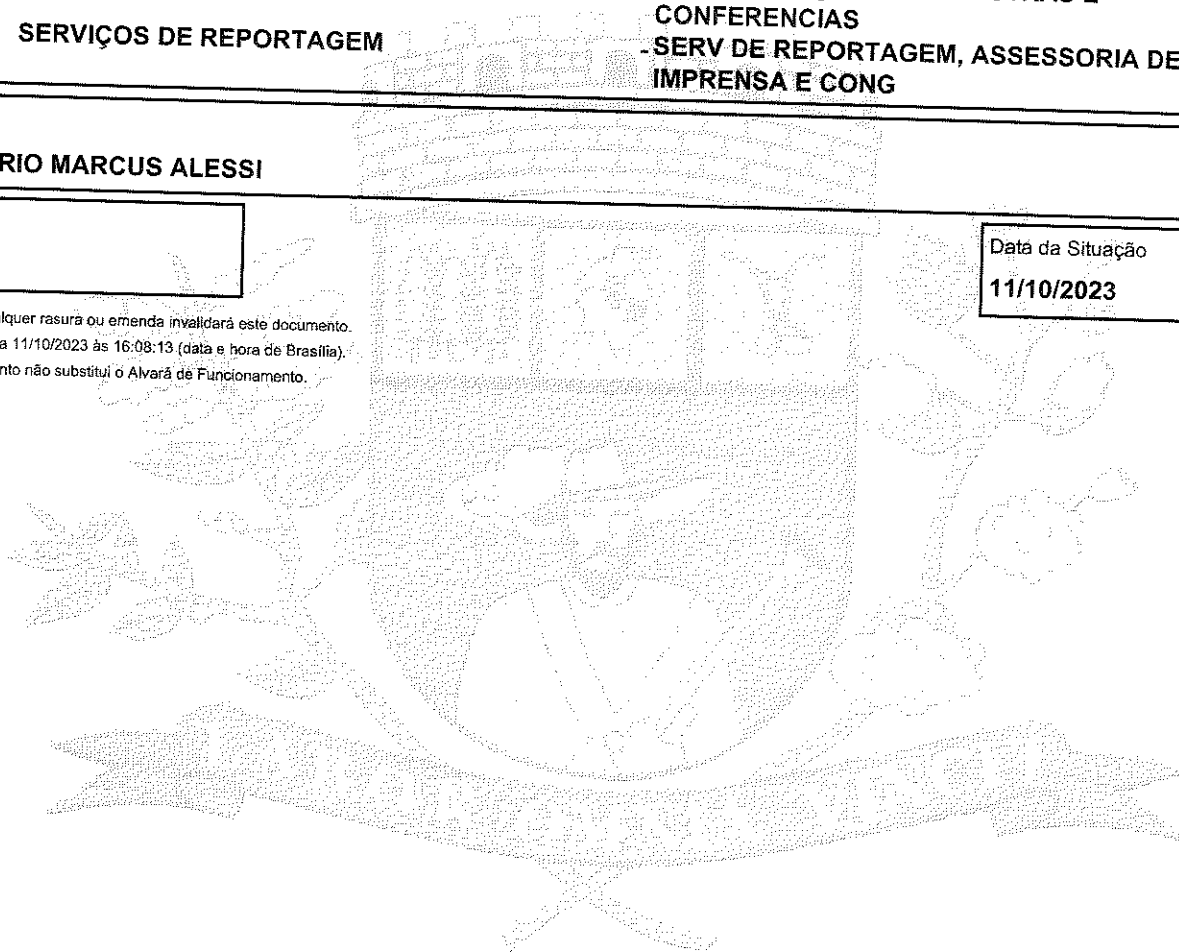 CONFERENCIAS
SERVIÇOS DE REPORTAGEM
-SERV DE REPORTAGEM, ASSESSORIA DE
IMPRENSA E CONG
RIO MARCUS ALESSI
Data da Situação
11/10/2023
lquer rasura ou emenda invalidará este documento.
a 11/10/2023 às 16:08:13 (data e hora de Brasília).
nto não substitui o Alvará de Funcionamento.